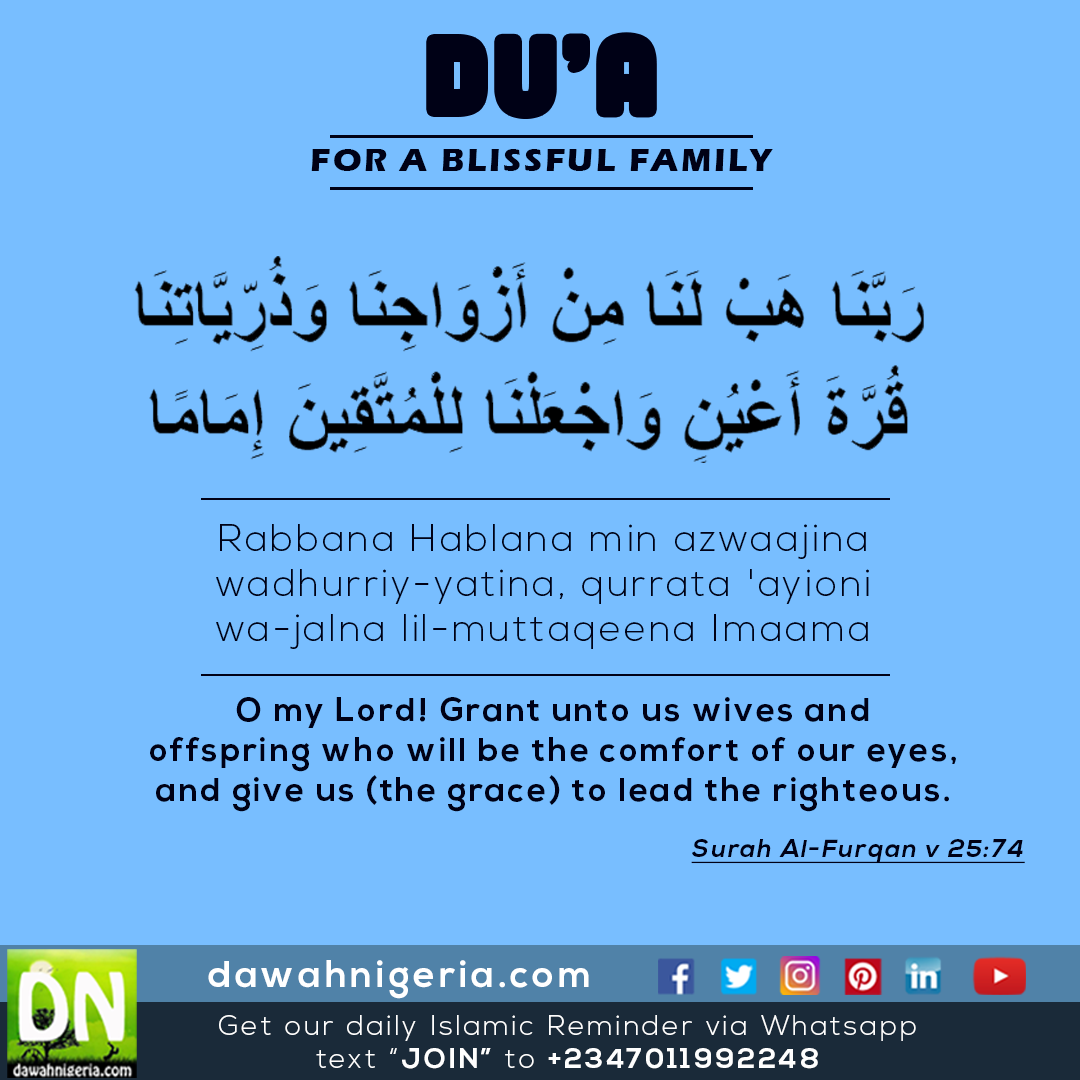 DU’A
FOR A BLISSFUL FAMILY
رَبَّنَا هَبْ لَنَا مِنْ أَزْوَاجِنَا وَذُرِّيَّاتِنَا
قُرَّةَ أَعْيُنٍ وَاجْعَلْنَا لِلْمُتَّقِينَ إِمَامًا
Rabbana Hablana min azwaajina
wadhurriy-yatina, qurrata 'ayioni
wa-jalna lil-muttaqeena Imaama
O my Lord! Grant unto us wives and
offspring who will be the comfort of our eyes,
and give us (the grace) to lead the righteous.
Surah Al-Furqan v 25:74
DN
dawahnigeria.com
dawahnigeria.com
Get our daily Islamic Reminder via Whatsapp
text “JOIN” to +2347011992248